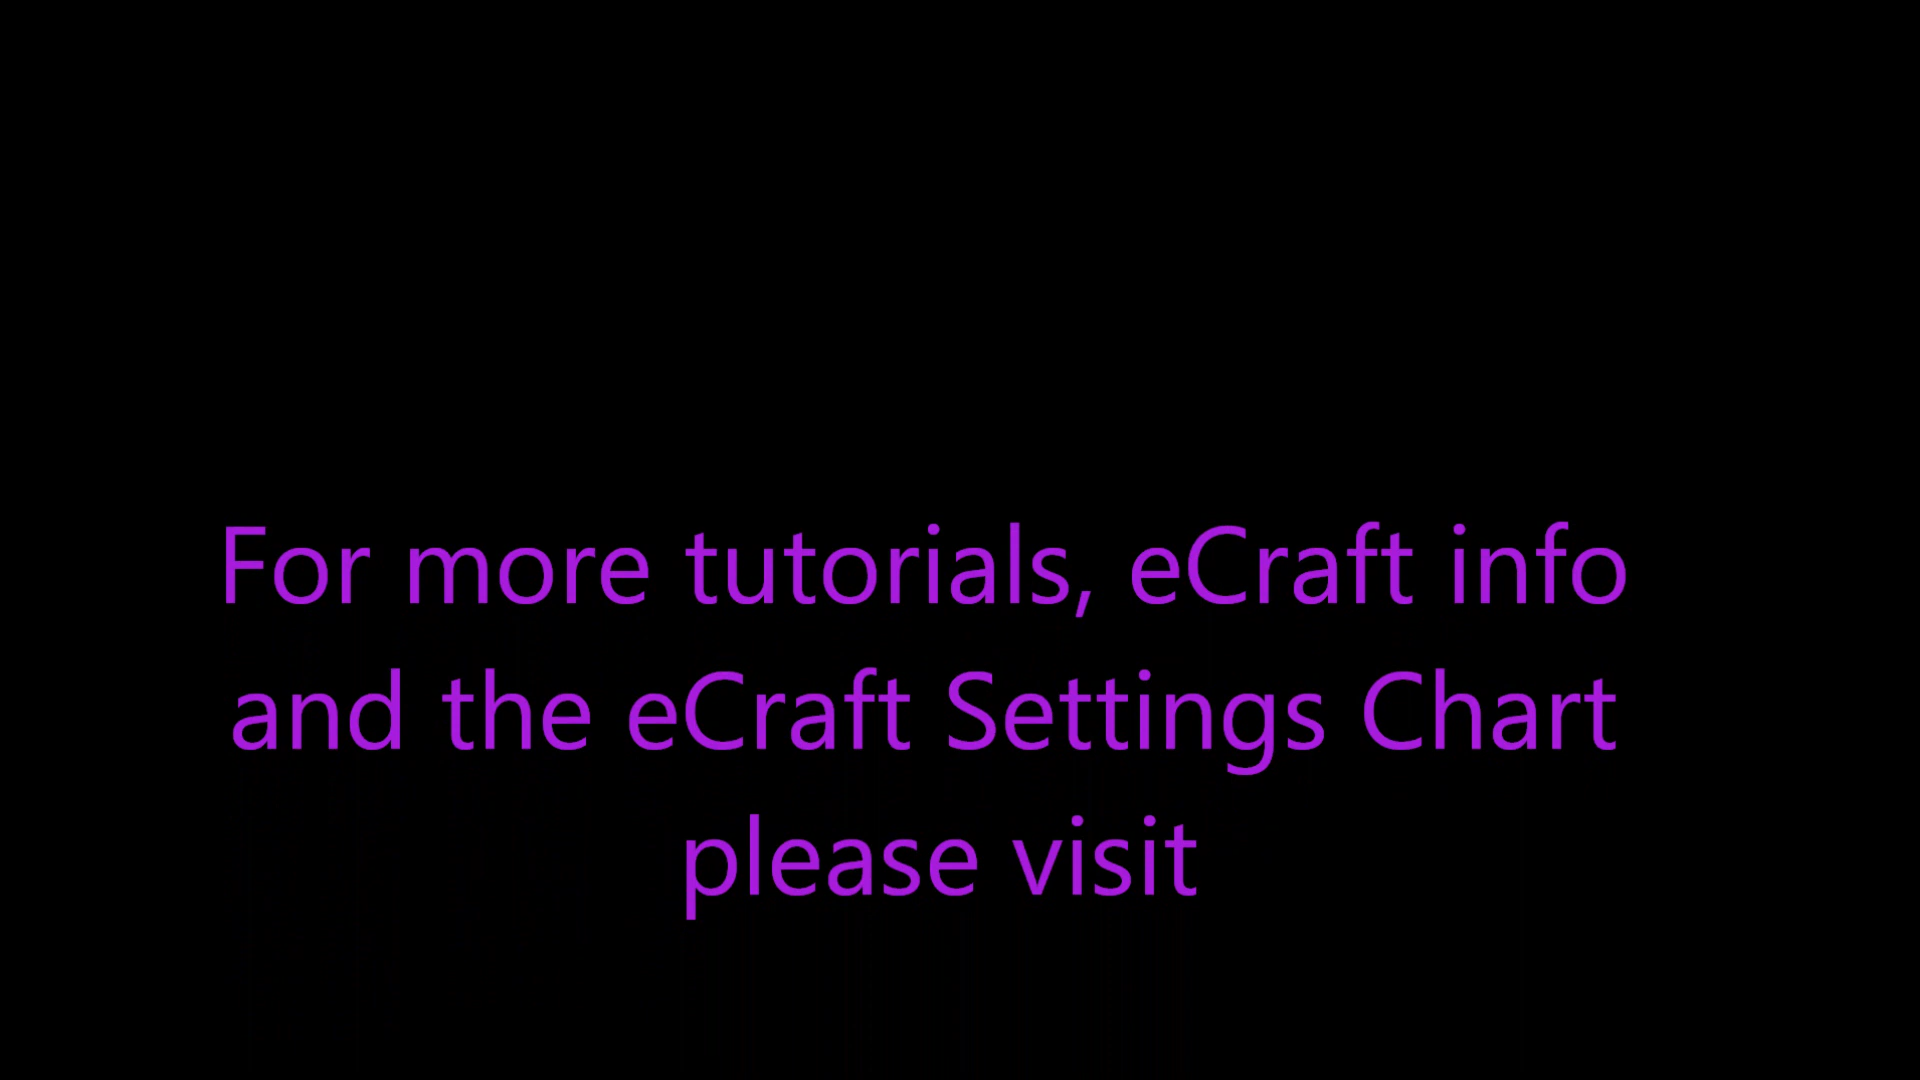 For more tutorials, eCraft info
and the eCraft Settings Chart
please visit